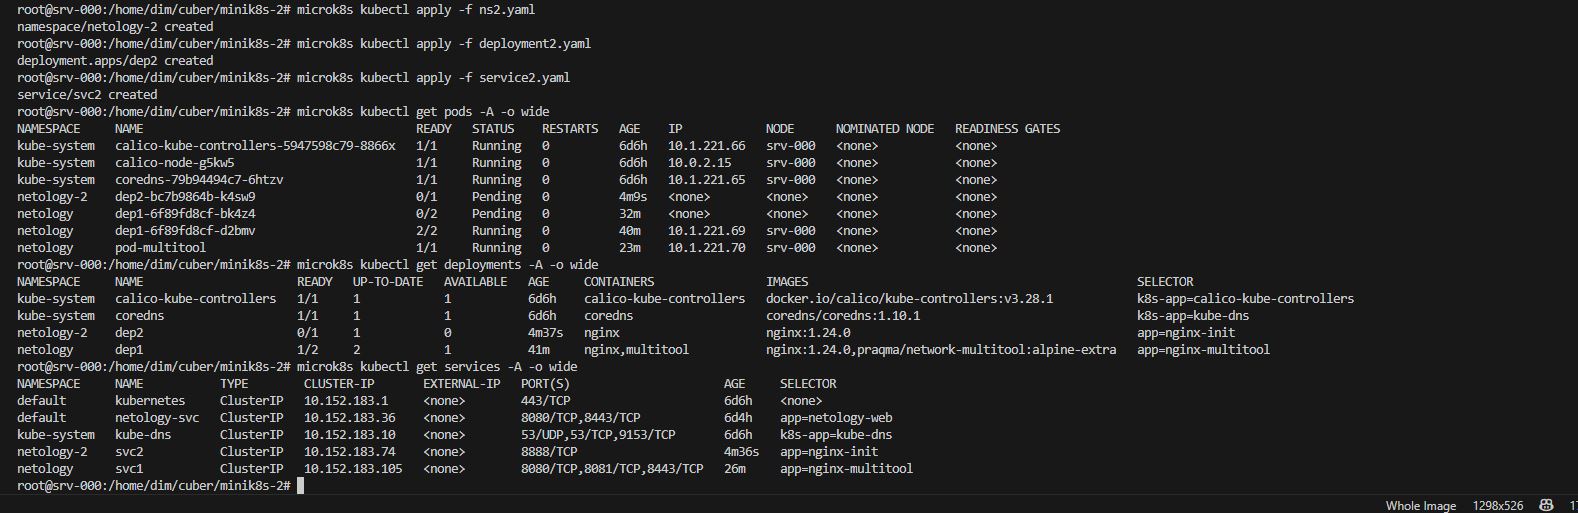 root@srv-000:/home/dim/cuber/minik8s-2# microk8s kubectl apply -f ns2.yaml
namespace/netology-2 created
root@srv-000:/home/dim/cuber/minik8s-2# microk8s kubectl apply -f deployment2.yaml
deployment.apps/dep2 created
root@srv-000:/home/dim/cuber/minik8s-2# microk8s kubectl apply -f service2.yaml
service/svc2 created
root@srv-000:/home/dim/cuber/minik8s-2# microk8s kubectl get pods -A -o wide
NAMESPACE     NAME                                       READY   STATUS    RESTARTS   AGE    IP             NODE      NOMINATED NODE   READINESS GATES
kube-system   calico-kube-controllers-5947598c79-8866x   1/1     Running   0          6d6h   10.1.221.66    srv-000   <none>           <none>
kube-system   calico-node-g5kw5                          1/1     Running   0          6d6h   10.0.2.15      srv-000   <none>           <none>
kube-system   coredns-79b94494c7-6htzv                   1/1     Running   0          6d6h   10.1.221.65    srv-000   <none>           <none>
netology-2    dep2-bc7b9864b-k4sw9                       0/1     Pending   0          4m9s   <none>         <none>    <none>           <none>
netology      dep1-6f89fd8cf-bk4z4                       0/2     Pending   0          32m    <none>         <none>    <none>           <none>
netology      dep1-6f89fd8cf-d2bmv                       2/2     Running   0          40m    10.1.221.69    srv-000   <none>           <none>
netology      pod-multitool                              1/1     Running   0          23m    10.1.221.70    srv-000   <none>           <none>
root@srv-000:/home/dim/cuber/minik8s-2# microk8s kubectl get deployments -A -o wide
NAMESPACE     NAME                      READY   UP-TO-DATE   AVAILABLE   AGE     CONTAINERS                IMAGES                                            SELECTOR
kube-system   calico-kube-controllers   1/1     1            1           6d6h    calico-kube-controllers   docker.io/calico/kube-controllers:v3.28.1         k8s-app=calico-kube-controllers
kube-system   coredns                   1/1     1            1           6d6h    coredns                   coredns/coredns:1.10.1                            k8s-app=kube-dns
netology-2    dep2                      0/1     1            0           4m37s   nginx                     nginx:1.24.0                                      app=nginx-init
netology      dep1                      1/2     2            1           41m     nginx,multitool           nginx:1.24.0,praqma/network-multitool:alpine-extra   app=nginx-multitool
root@srv-000:/home/dim/cuber/minik8s-2# microk8s kubectl get services -A -o wide
NAMESPACE     NAME           TYPE        CLUSTER-IP       EXTERNAL-IP   PORT(S)                      AGE     SELECTOR
default       kubernetes     ClusterIP   10.152.183.1     <none>        443/TCP                      6d6h    <none>
default       netology-svc   ClusterIP   10.152.183.36    <none>        8080/TCP,8443/TCP            6d4h    app=netology-web
kube-system   kube-dns       ClusterIP   10.152.183.10    <none>        53/UDP,53/TCP,9153/TCP       6d6h    k8s-app=kube-dns
netology-2    svc2           ClusterIP   10.152.183.74    <none>        8888/TCP                     4m36s   app=nginx-init
netology      svc1           ClusterIP   10.152.183.105   <none>        8080/TCP,8081/TCP,8443/TCP   26m     app=nginx-multitool
root@srv-000:/home/dim/cuber/minik8s-2#
Whole Image 1298x526